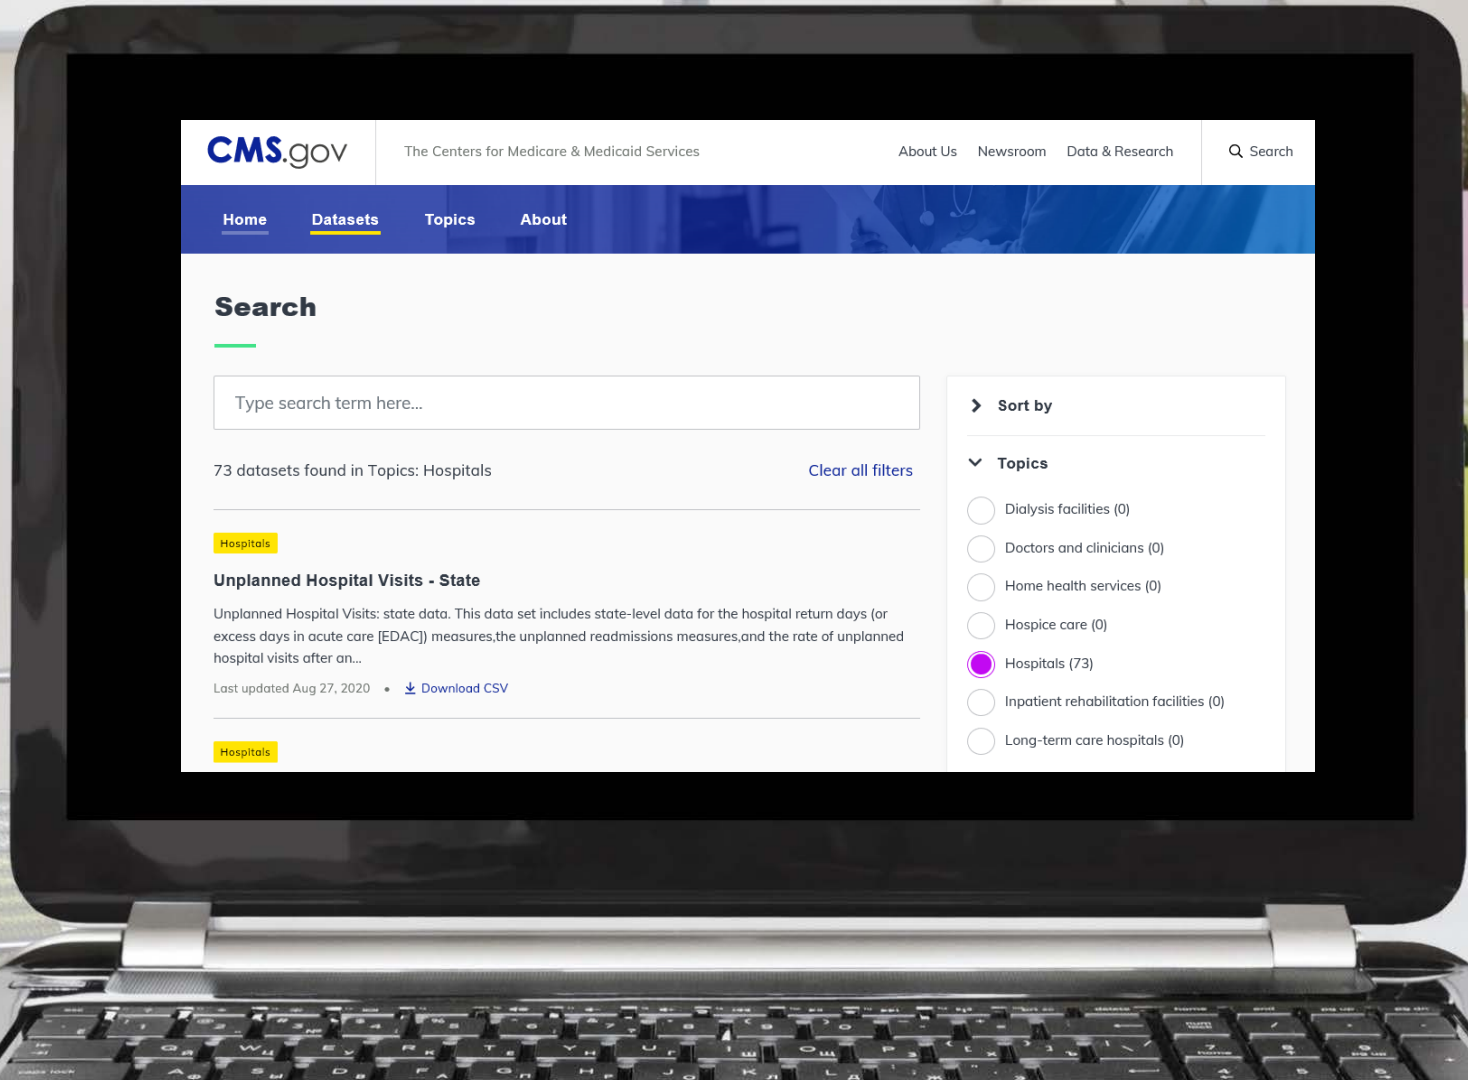 CMS.gov
The Centers for Medicare & Medicaid Services
About Us Newsroom Data & Research
Search
Home Datasets Topics About
Search
Type search term here...
73 datasets found in Topics: Hospitals
Clear all filters
Hospitals
Unplanned Hospital Visits - State
Unplanned Hospital Visits: state data. This data set includes state-level data for the hospital return days (or
excess days in acute care [EDAC]) measures,the unplanned readmissions measures,and the rate of unplanned
hospital visits after an...
Last updated Aug 27, 2020 • Download CSV
Hospitals
Sort by
Topics
Dialysis facilities (0)
Doctors and clinicians (0)
Home health services (0)
Hospice care (0)
Hospitals (73)
Inpatient rehabilitation facilities (0)
Long-term care hospitals (0)